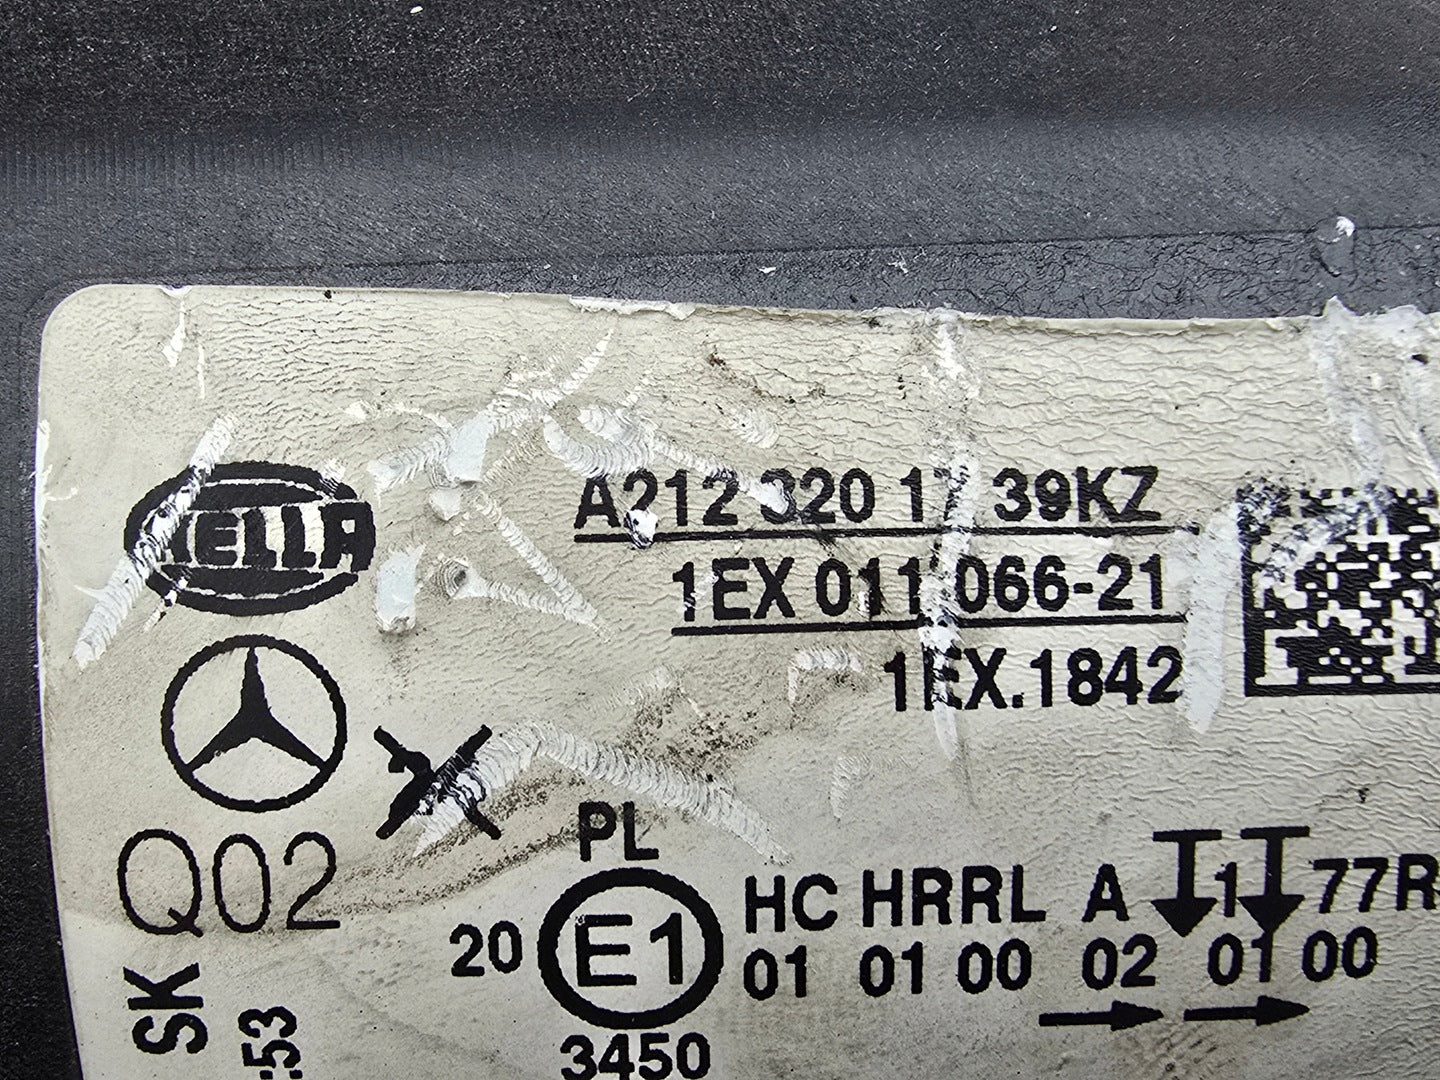 HELLA
A212 320 17 39KZ
1EX 011 066-21
1EX.1842
Q02
PL
20 E1 HC HRRL A 1 77R
01 01 00 02 01 00
3450
SK
:53